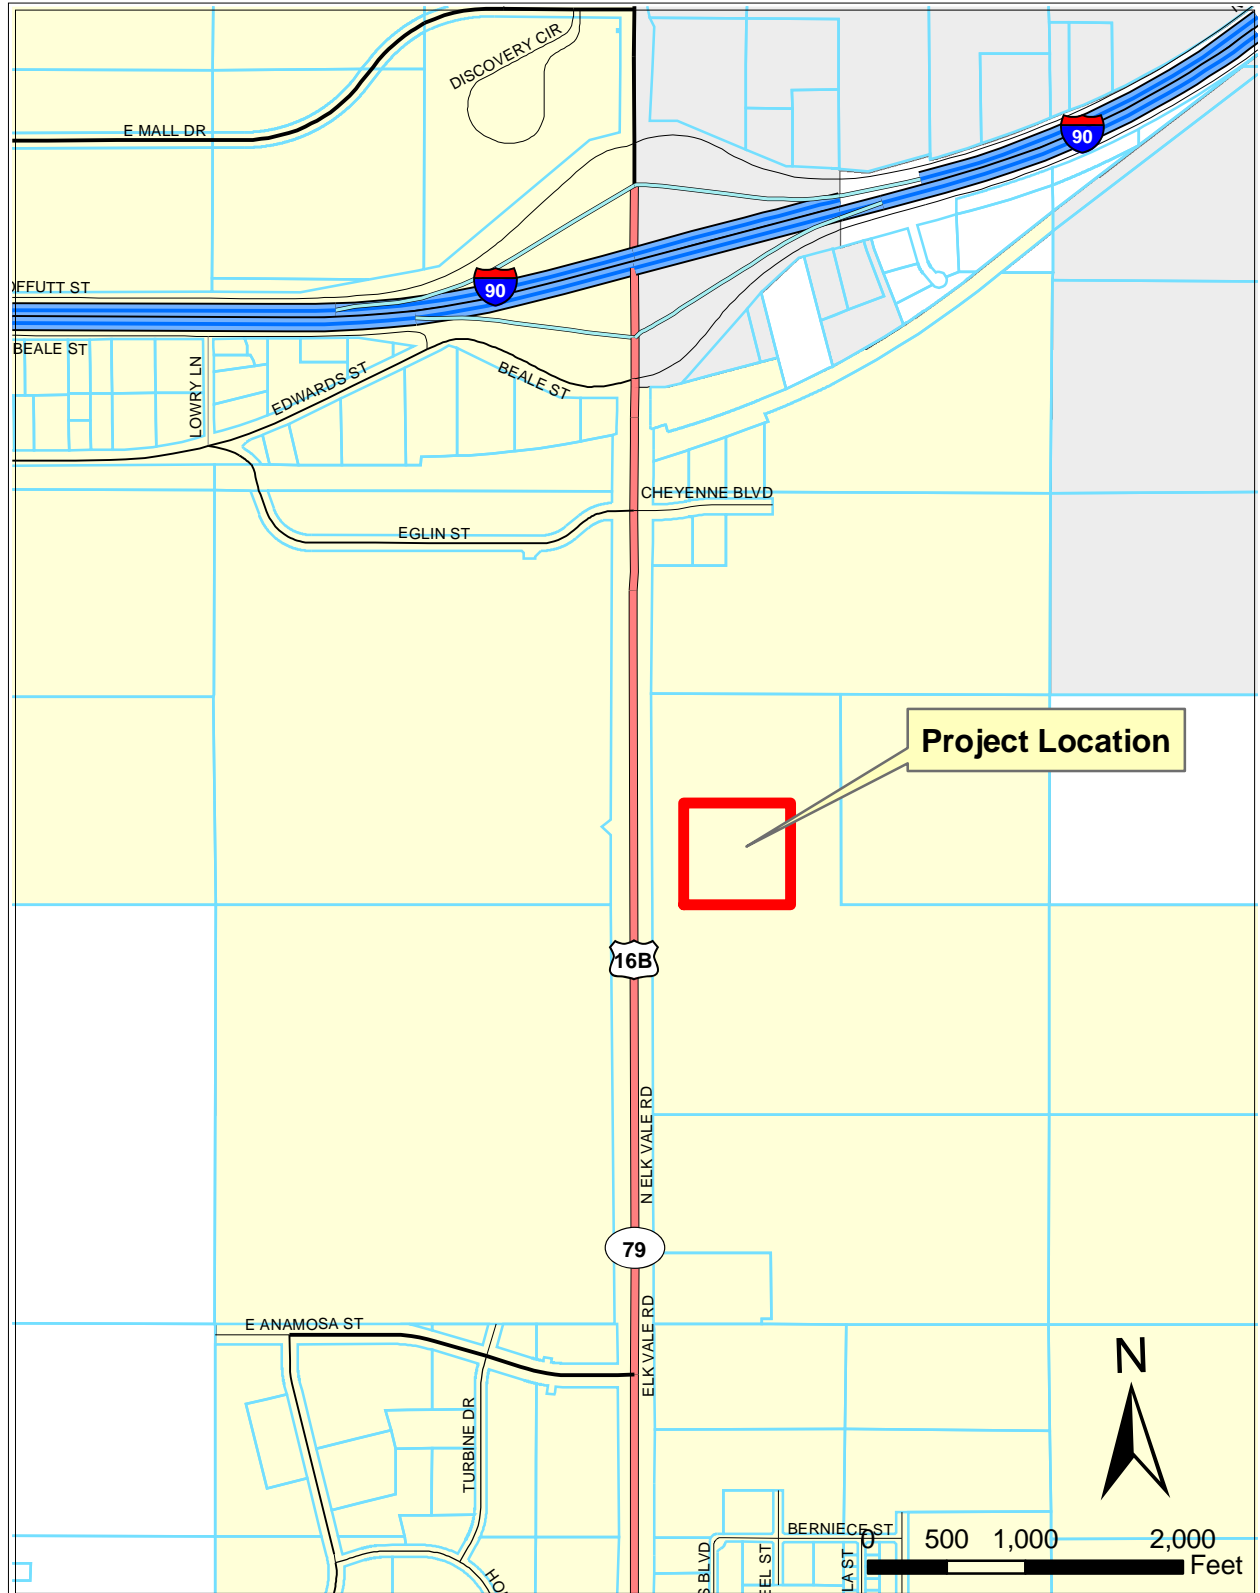 DISCOVERY CIR
E MALL DR
90
90
BEALE ST
LOWRY LN
EDWARDS ST
BEALE ST
CHEYENNE BLVD
EGLIN ST
Project Location
16B
N ELK VALE RD
79
ELK VALE RD
E ANAMOSA ST
TURBINE DR
N
BERNIECE ST
0 500 1,000 2,000
Feet